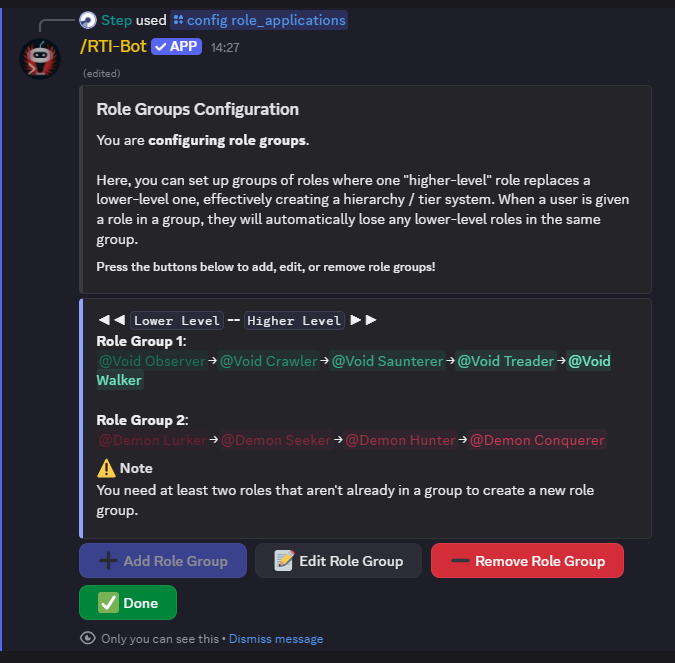 Step used config role_applications
/RTI-Bot ✓ APP 14:27
(edited)
Role Groups Configuration
You are configuring role groups.
Here, you can set up groups of roles where one "higher-level" role replaces a
lower-level one, effectively creating a hierarchy / tier system. When a user is given
a role in a group, they will automatically lose any lower-level roles in the same
group.
Press the buttons below to add, edit, or remove role groups!
◀◀ Lower Level -- Higher Level ▶▶
Role Group 1:
@Void Observer → @Void Crawler → @Void Saunterer → @Void Treader → @Void
Walker
Role Group 2:
@Demon Lurker → @Demon Seeker → @Demon Hunter → @Demon Conquerer
⚠️ Note
You need at least two roles that aren't already in a group to create a new role
group.
➕ Add Role Group 📝 Edit Role Group ➖ Remove Role Group
✅ Done
Only you can see this • Dismiss message